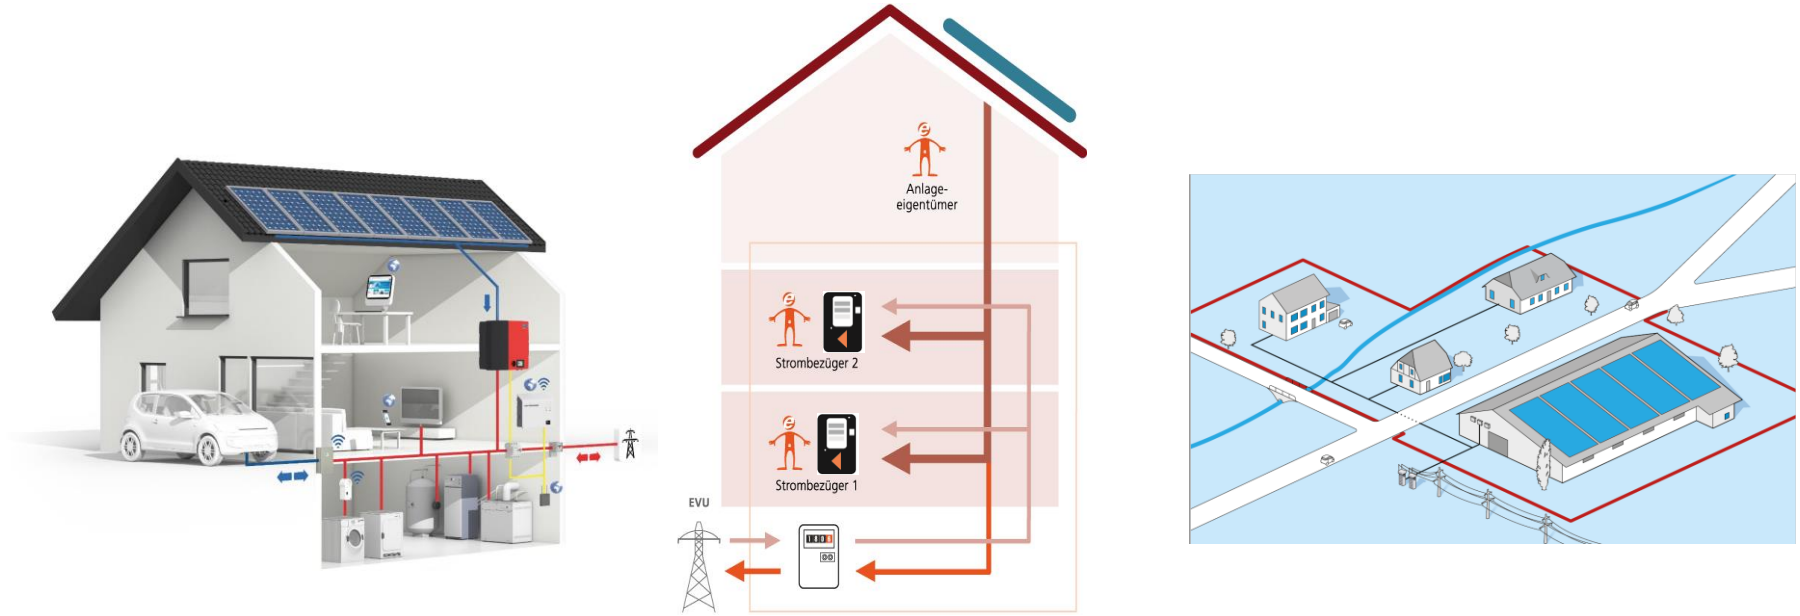 Anlage-
eigentümer
Strombezüger 2
Strombezüger 1
EVU